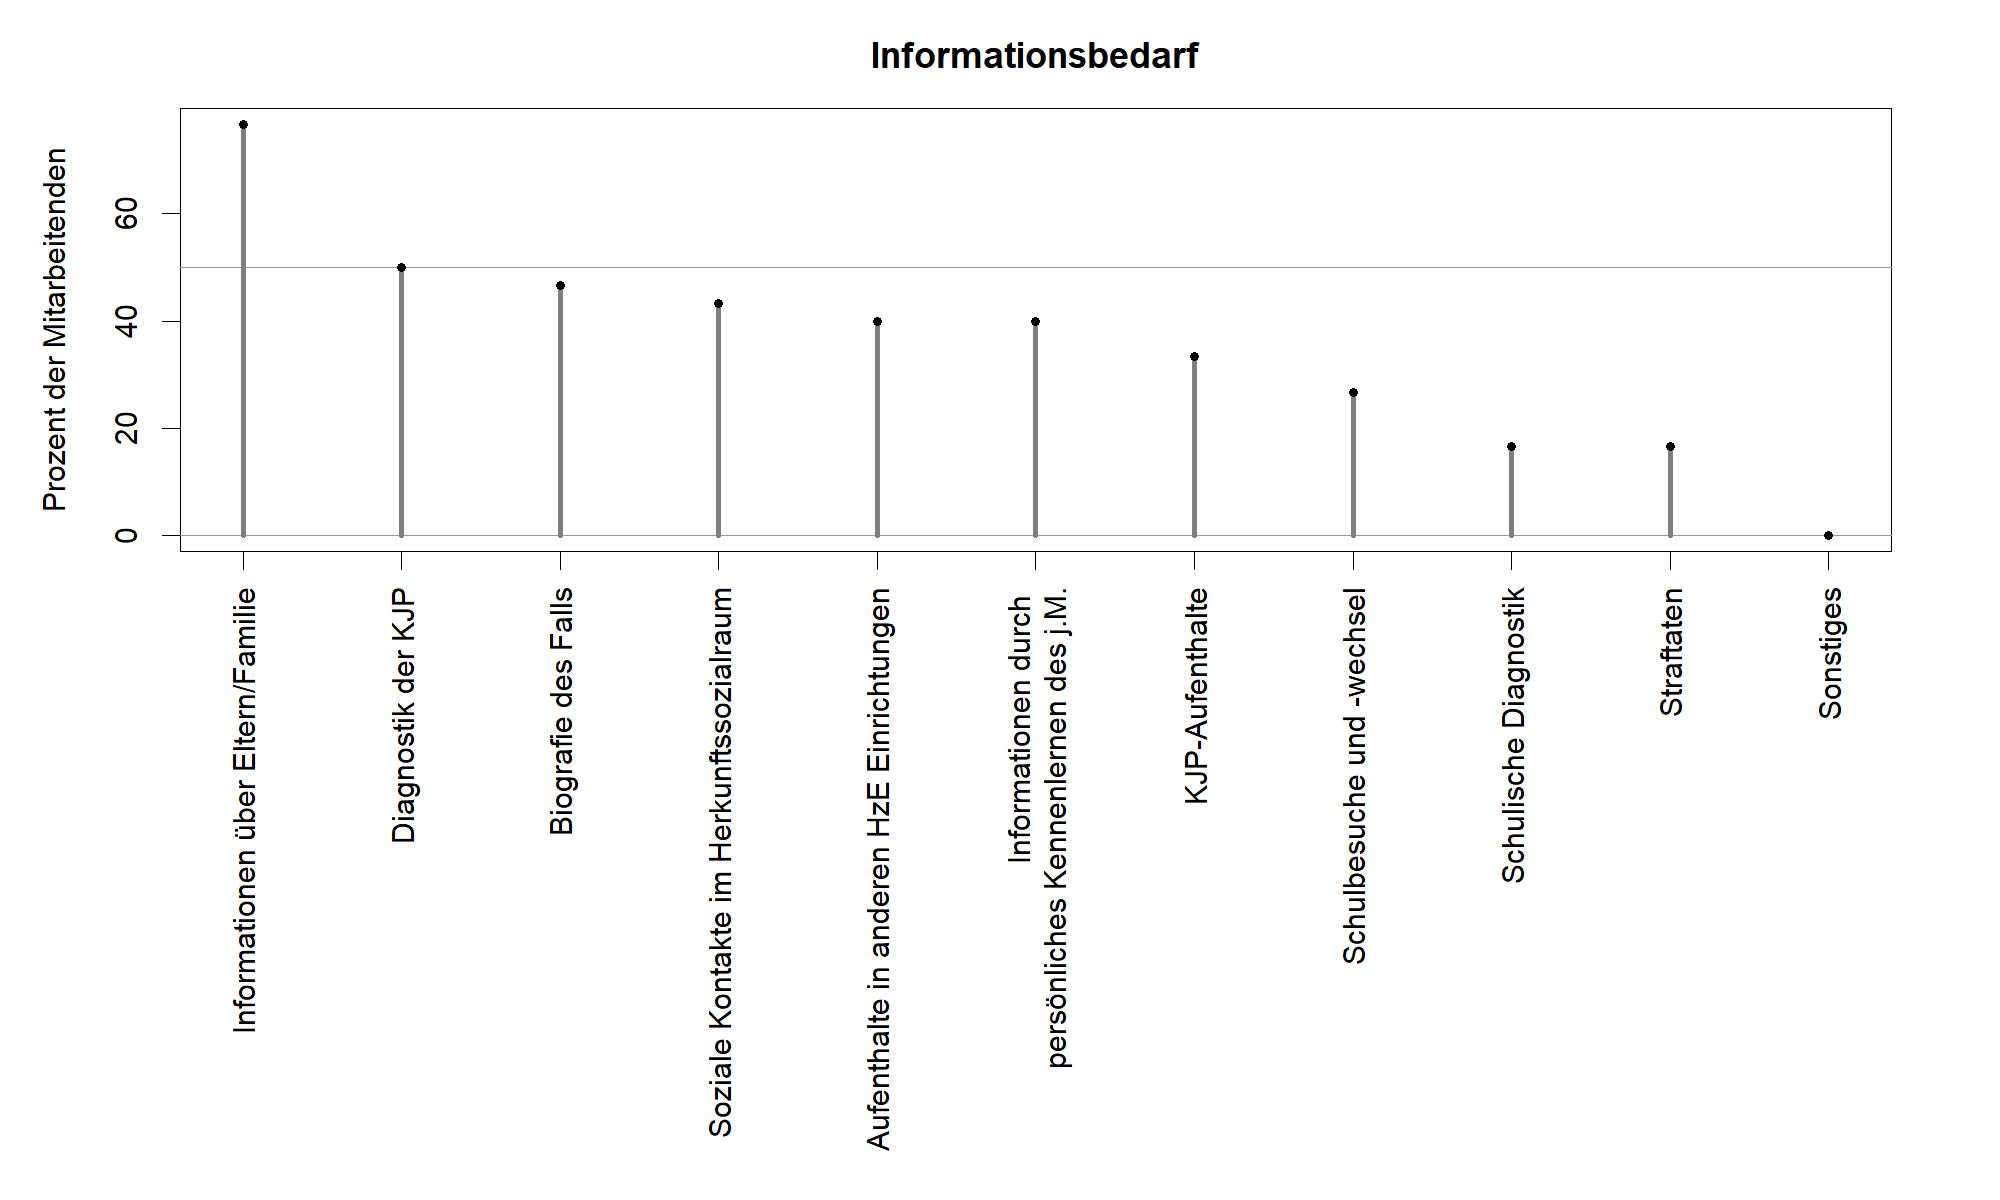 Informationsbedarf
Prozent der Mitarbeitenden
60
40
20
0
Informationen über Eltern/Familie
Diagnostik der KJP
Biografie des Falls
Soziale Kontakte im Herkunftssozialraum
Aufenthalte in anderen HzE Einrichtungen
Informationen durch
persönliches Kennenlernen des j.M.
KJP-Aufenthalte
Schulbesuche und -wechsel
Schulische Diagnostik
Straftaten
Sonstiges